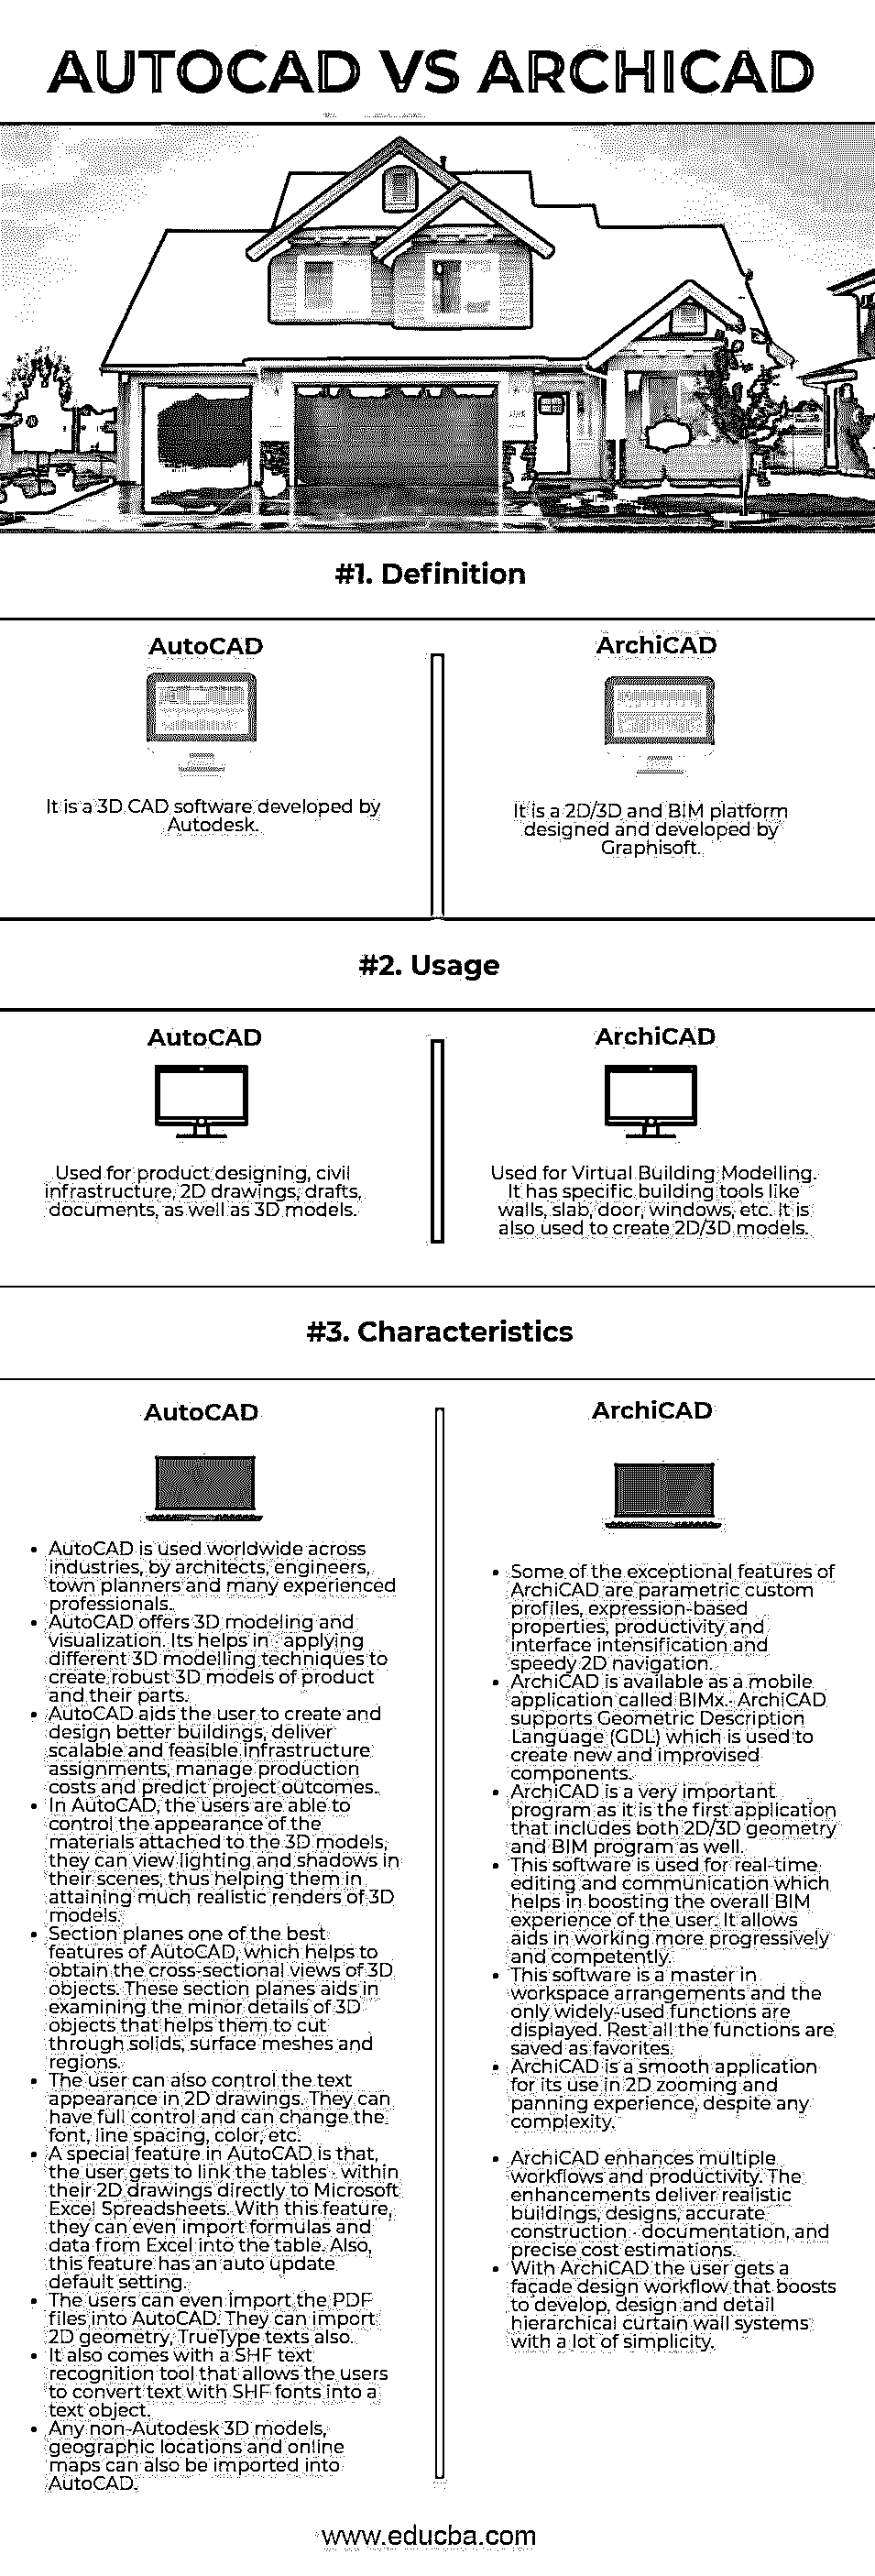 AUTOCAD VS ARCHICAD
#1. Definition
AutoCAD
It is a 3D CAD software developed by
Autodesk.
ArchiCAD
It is a 2D/3D and BIM platform
designed and developed by
Graphisoft.
#2. Usage
AutoCAD
Used for product designing, civil
infrastructure, 2D drawings, drafts,
documents, as well as 3D models.
ArchiCAD
Used for Virtual Building Modelling.
It has specific building tools like
walls, slab, door, windows, etc. It is
also used to create 2D/3D models.
#3. Characteristics
AutoCAD
• AutoCAD is used worldwide across
industries, by architects, engineers,
town planners and many experienced
professionals.
• AutoCAD offers 3D modeling and
visualization. Its helps in applying
different 3D modelling techniques to
create robust 3D models of product
and their parts.
• AutoCAD aids the user to create and
design better buildings, deliver
scalable and feasible infrastructure
assignments, manage production
costs and predict project outcomes.
• In AutoCAD, the users are able to
control the appearance of the
materials attached to the 3D models,
they can view lighting and shadows in
their scenes, thus helping them in
attaining much realistic renders of 3D
models.
• Section planes one of the best
features of AutoCAD, which helps to
obtain the cross-sectional views of 3D
objects. These section planes aids in
examining the minor details of 3D
objects that helps them to cut
through solids, surface meshes and
regions.
• The user can also control the text
appearance in 2D drawings. They can
have full control and can change the
font, line spacing, color, etc.
• A special feature in AutoCAD is that,
the user gets to link the tables within
their 2D drawings directly to Microsoft
Excel Spreadsheets. With this feature,
they can even import formulas and
data from Excel into the table. Also,
this feature has an auto update
default setting.
• The users can even import the PDF
files into AutoCAD. They can import
2D geometry, TrueType texts also.
• It also comes with a SHF text
recognition tool that allows the users
to convert text with SHF fonts into a
text object.
• Any non-Autodesk 3D models,
geographic locations and online
maps can also be imported into
AutoCAD.
ArchiCAD
• Some of the exceptional features of
ArchiCAD are parametric custom
profiles, expression-based
properties, productivity and
interface intensification and
speedy 2D navigation.
• ArchiCAD is available as a mobile
application called BIMx. ArchiCAD
supports Geometric Description
Language (GDL) which is used to
create new and improvised
components.
• ArchiCAD is a very important
program as it is the first application
that includes both 2D/3D geometry
and BIM program as well.
• This software is used for real-time
editing and communication which
helps in boosting the overall BIM
experience of the user. It allows
aids in working more progressively
and competently.
• This software is a master in
workspace arrangements and the
only widely-used functions are
displayed. Rest all the functions are
saved as favorites.
• ArchiCAD is a smooth application
for its use in 2D zooming and
panning experience, despite any
complexity.
• ArchiCAD enhances multiple
workflows and productivity. The
enhancements deliver realistic
buildings, designs, accurate
construction documentation, and
precise cost estimations.
• With ArchiCAD the user gets a
façade design workflow that boosts
to develop, design and detail
hierarchical curtain wall systems
with a lot of simplicity.
www.educba.com